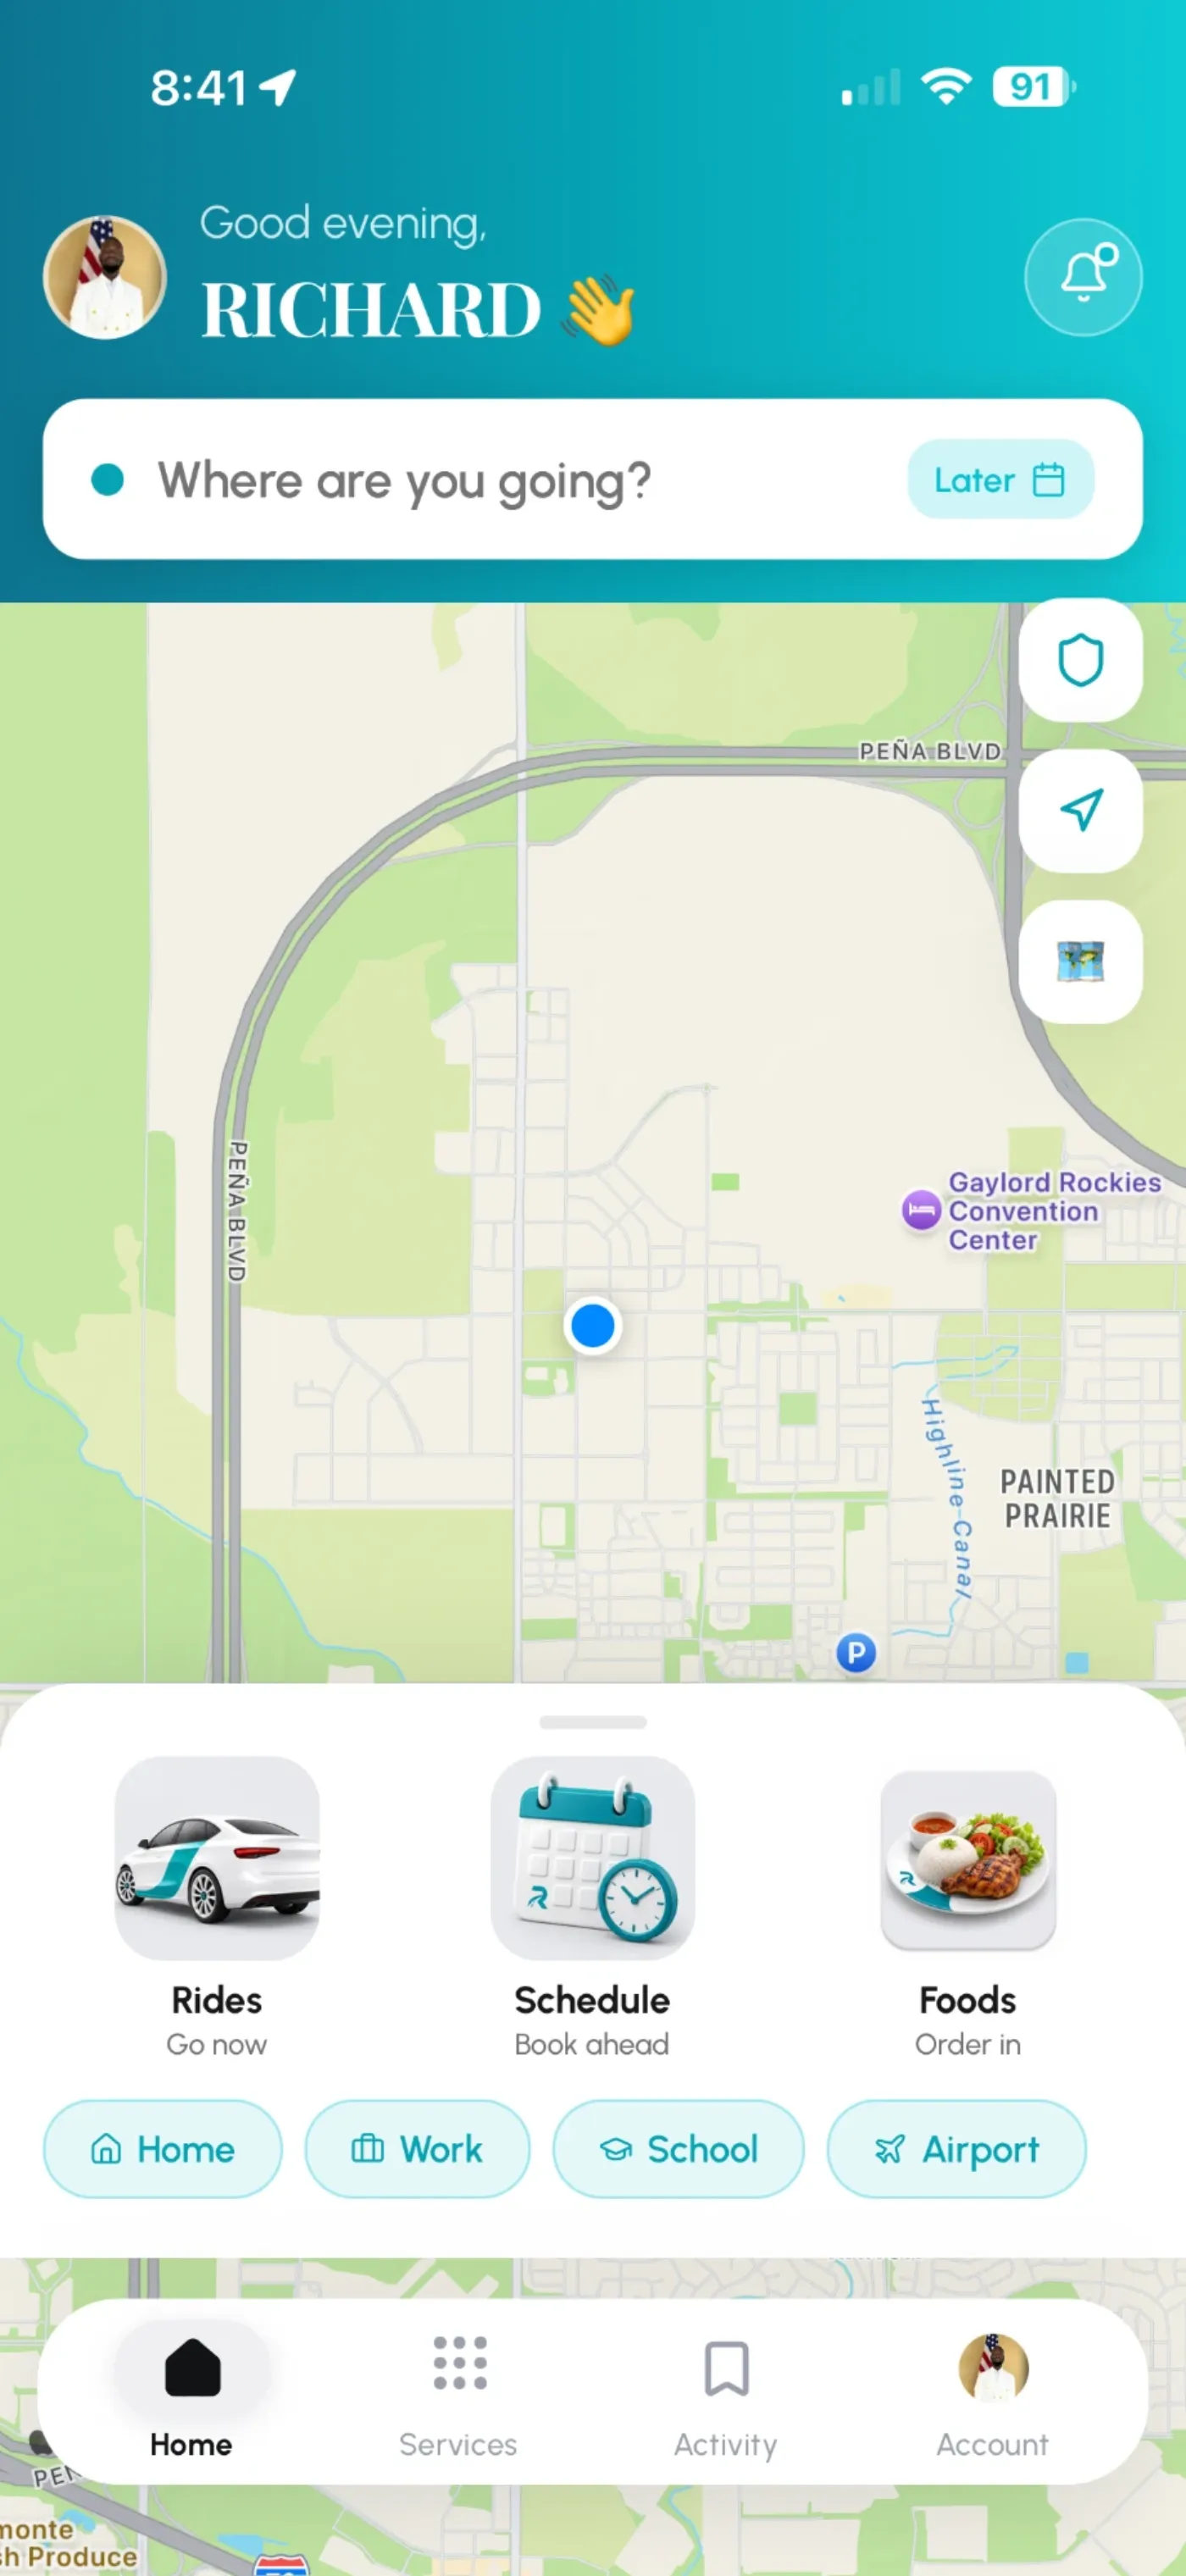 8:41
91
Good evening,
RICHARD 👋
Where are you going?
Later
PEÑA BLVD
PEÑA BLVD
Gaylord Rockies
Convention
Center
Highline Canal
PAINTED
PRAIRIE
P
Rides
Schedule
Foods
Go now
Book ahead
Order in
Home
Work
School
Airport
Home
Services
Activity
Account